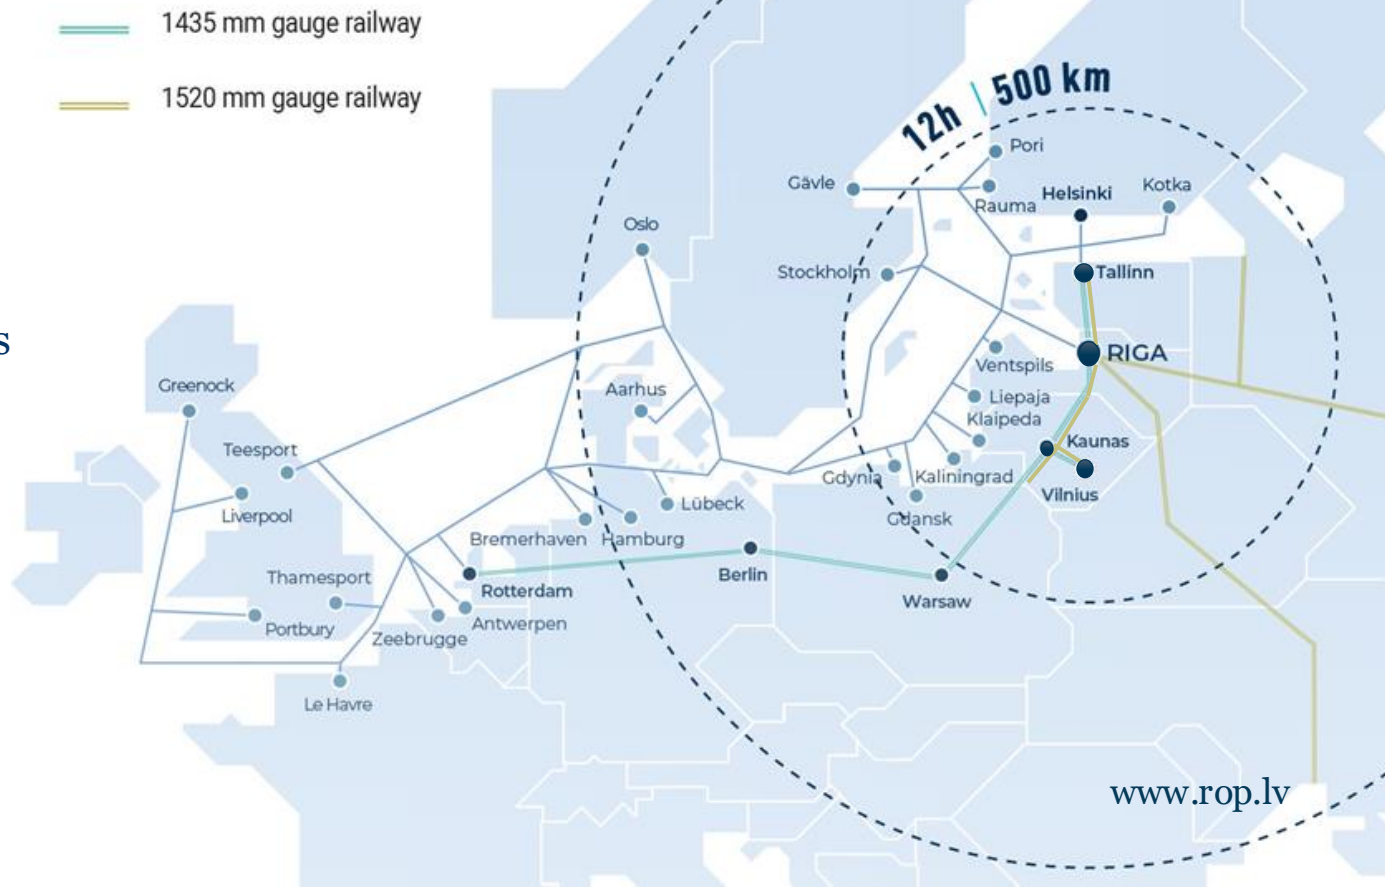 1435 mm gauge railway
1520 mm gauge railway
12h | 500 km
Pori
Gävle
Rauma
Helsinki
Kotka
Oslo
Stockholm
Tallinn
s
RIGA
Ventspils
Greenock
Aarhus
Liepaja
Klaipeda
Teesport
Kaunas
Gdynia
Kaliningrad
Vilnius
Liverpool
Lübeck
Gdansk
Bremerhaven
Hamburg
Thamesport
Rotterdam
Berlin
Warsaw
Portbury
Zeebrugge
Antwerpen
Le Havre
www.rop.lv